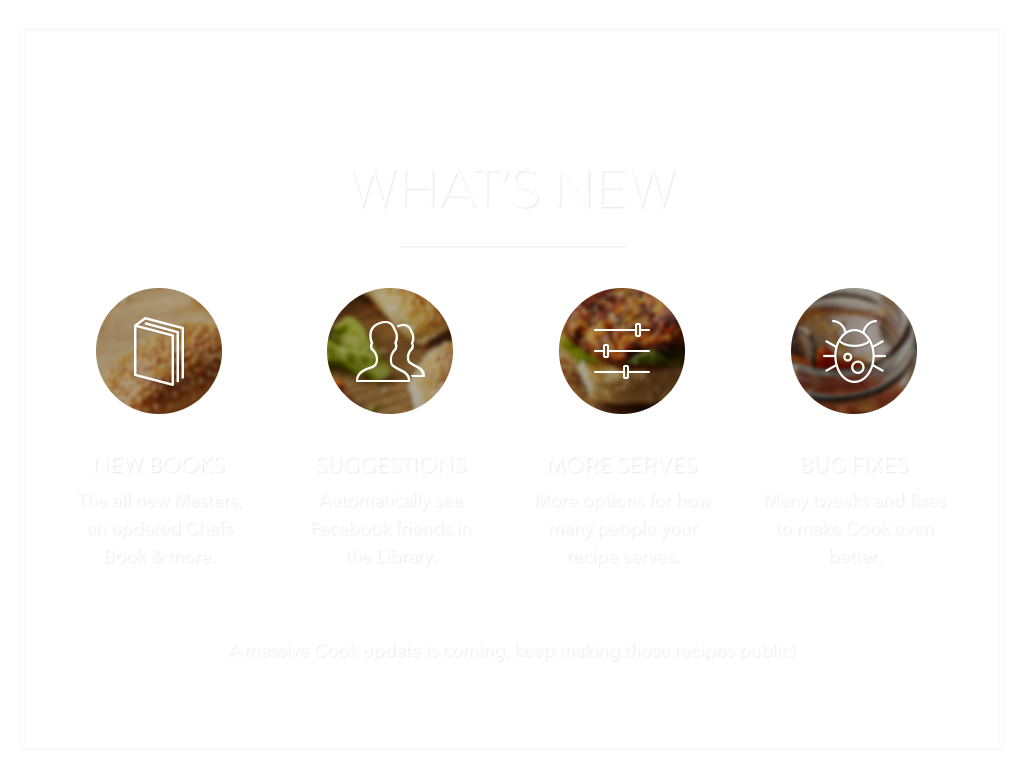 WHAT'S NEW
NEW BOOKS
The all new Masters,
an updated Chefs
Book & more.
SUGGESTIONS
Automatically see
Facebook friends in
the Library.
MORE SERVES
More options for how
many people your
recipe serves.
BUG FIXES
Many tweaks and fixes
to make Cook even
better.
A massive Cook update is coming, keep making those recipes public!